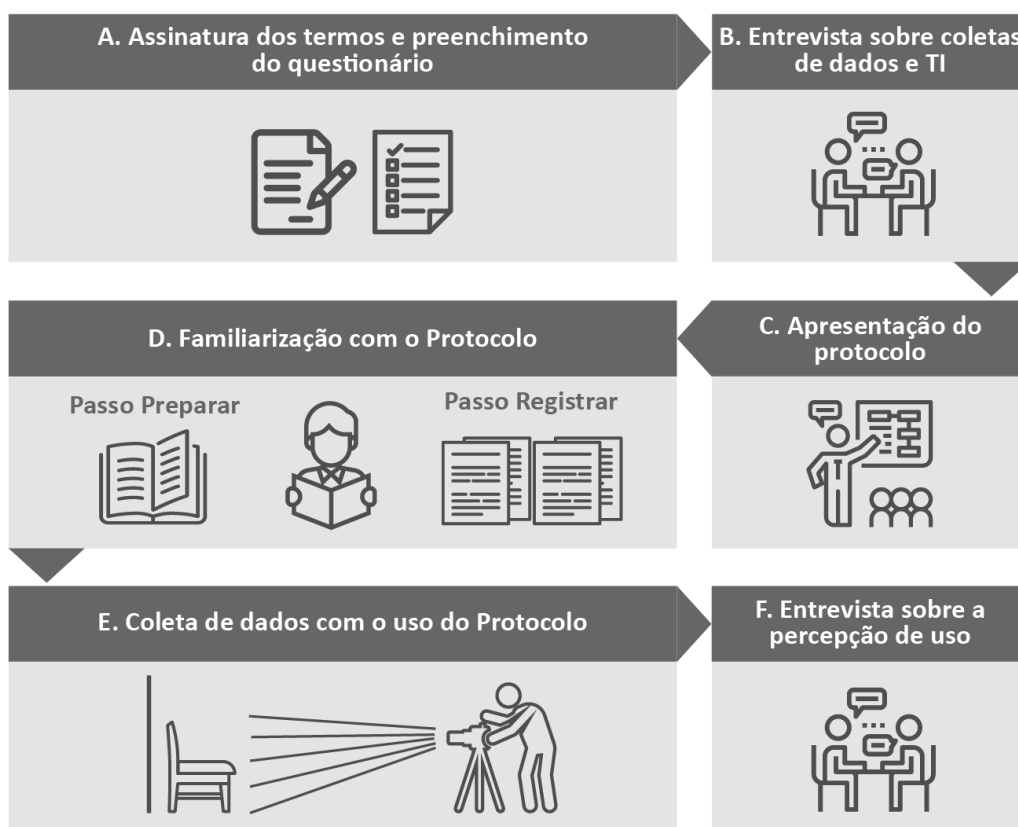 A. Assinatura dos termos e preenchimento
do questionário
B. Entrevista sobre coletas
de dados e TI
C. Apresentação do
protocolo
D. Familiarização com o Protocolo
Passo Preparar
Passo Registrar
E. Coleta de dados com o uso do Protocolo
F. Entrevista sobre a
percepção de uso